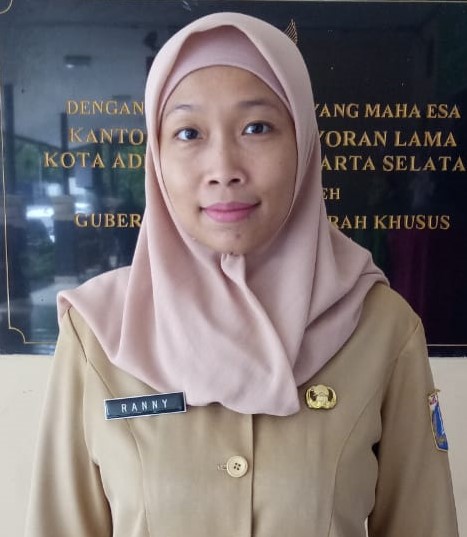 DENGAN YANG MAHA ESA
KANTO YORAN LAMA
KOTA AD ARTA SELATA
EH
GUBER RAH KHUSUS
RANNY